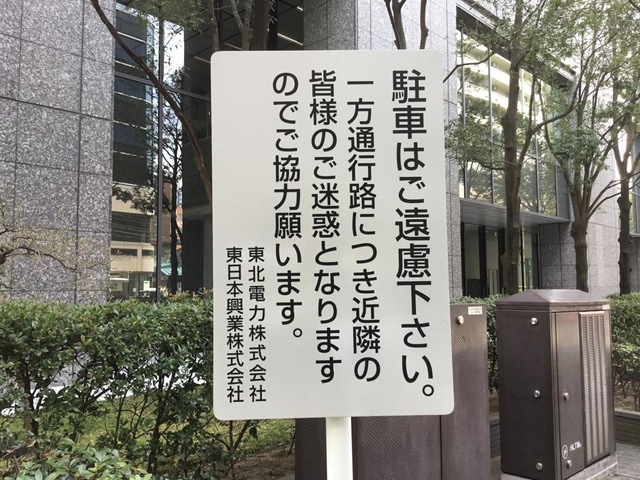 駐車はご遠慮下さい。
一方通行路につき近隣の
皆様のご迷惑となります
のでご協力願います。
東北電力株式会社
東日本興業株式会社